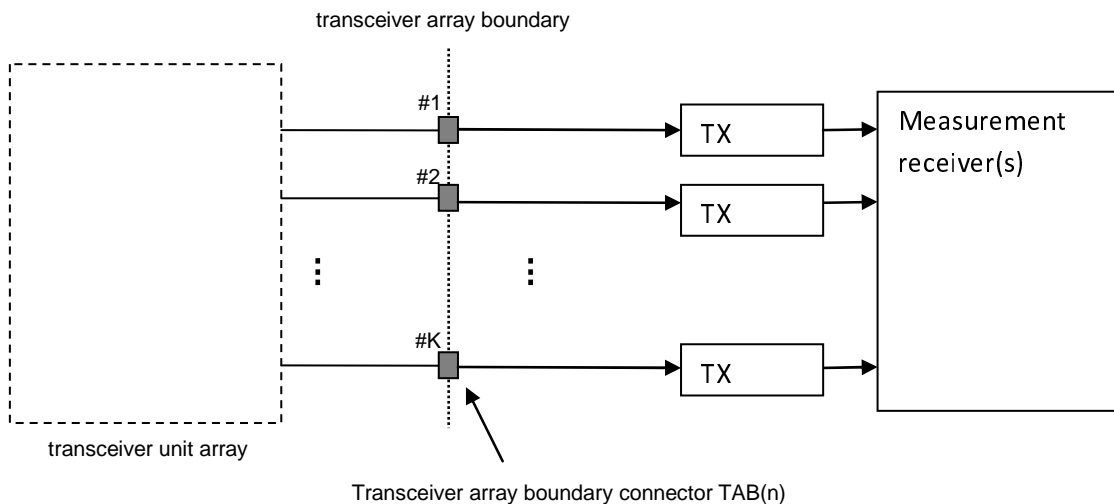 transceiver array boundary
#1
TX
Measurement
receiver(s)
#2
TX
#K
TX
transceiver unit array
Transceiver array boundary connector TAB(n)